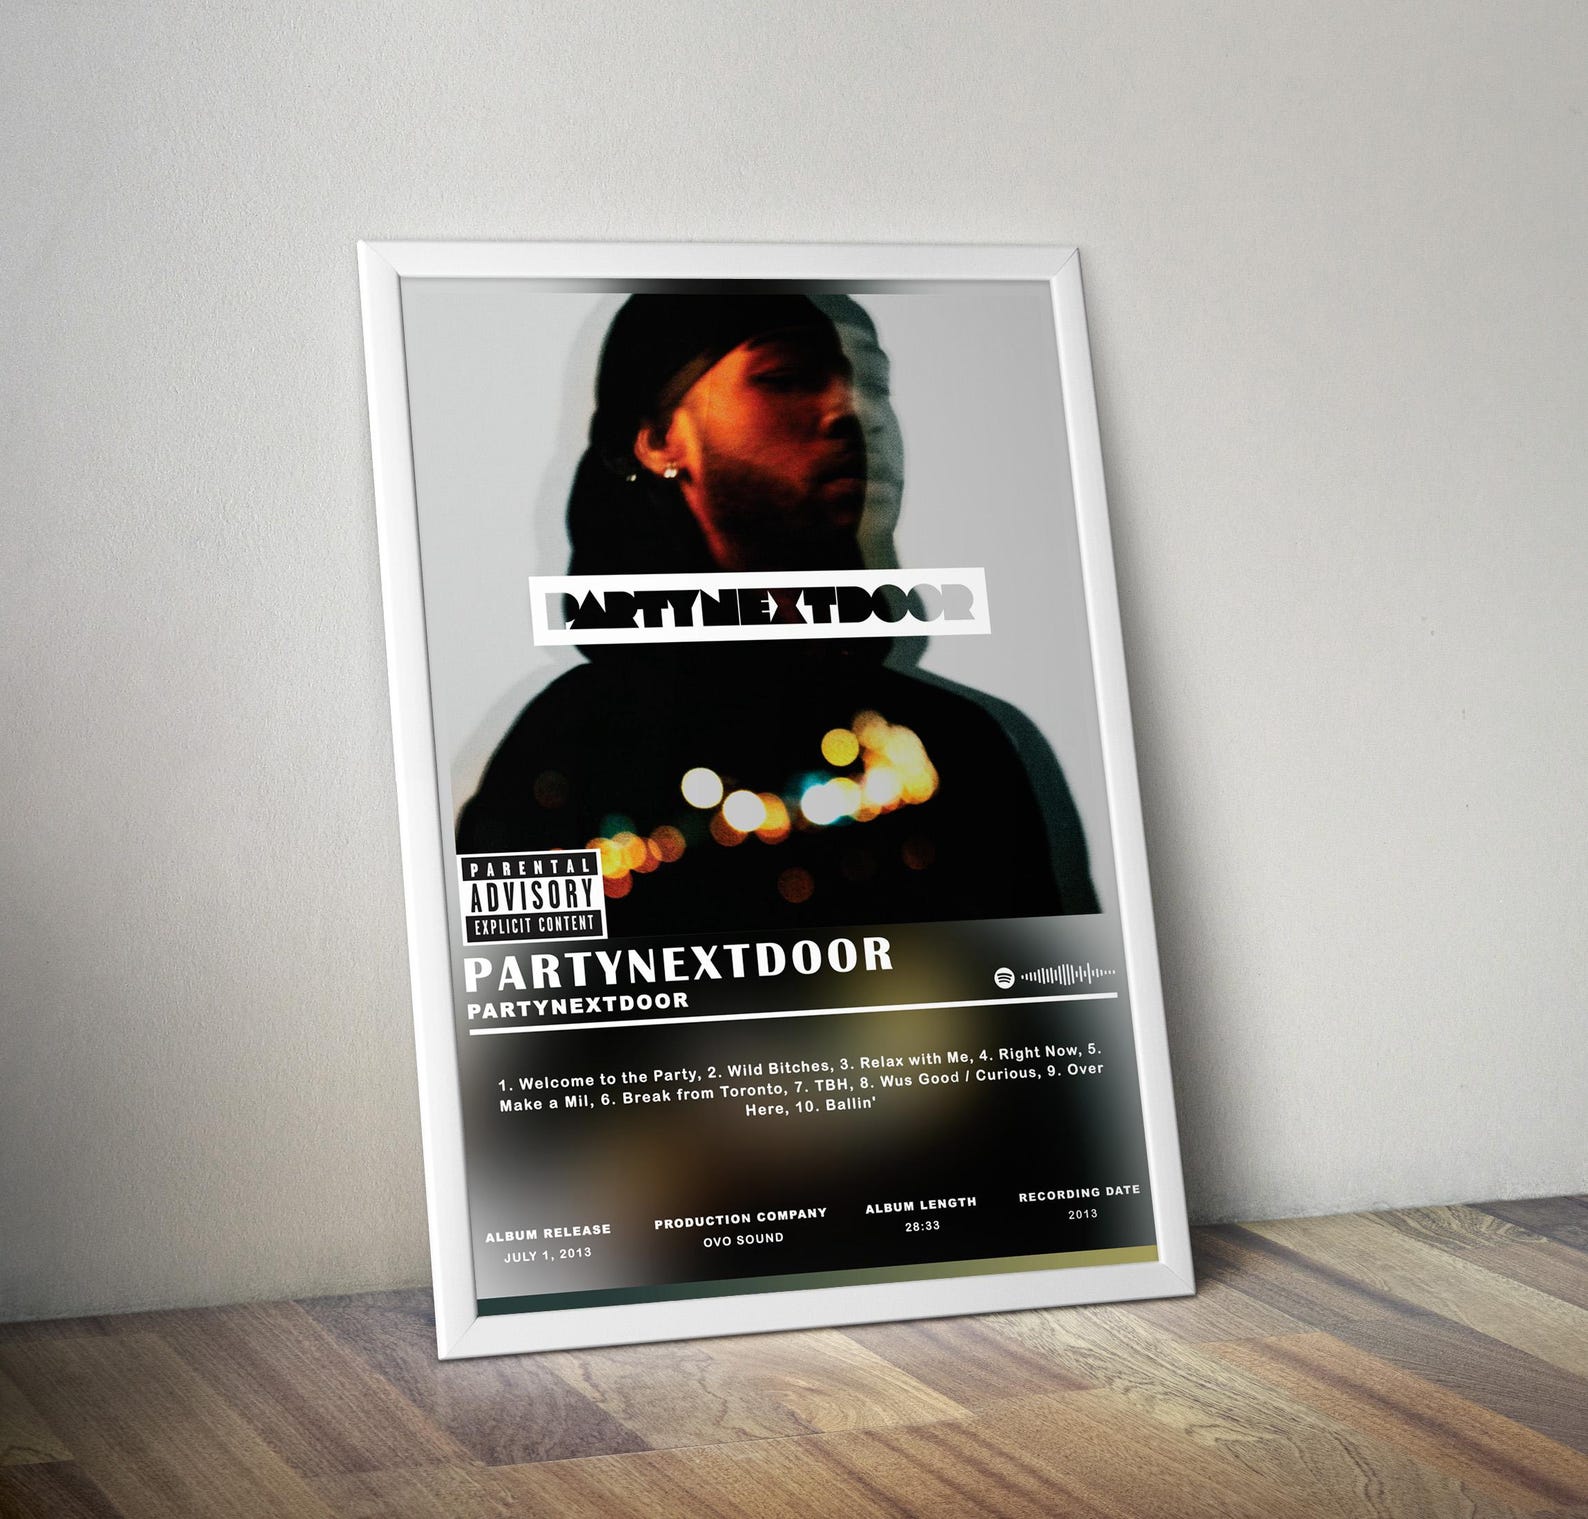 PARTYNEXTDOOR
PARENTAL
ADVISORY
EXPLICIT CONTENT
PARTYNEXTDOOR
PARTYNEXTDOOR
1. Welcome to the Party, 2. Wild Bitches, 3. Relax with Me, 4. Right Now, 5.
Make a Mil, 6. Break from Toronto, 7. TBH, 8. Wus Good / Curious, 9. Over
Here, 10. Ballin'
ALBUM RELEASE
JULY 1, 2013
PRODUCTION COMPANY
OVO SOUND
ALBUM LENGTH
28:33
RECORDING DATE
2013